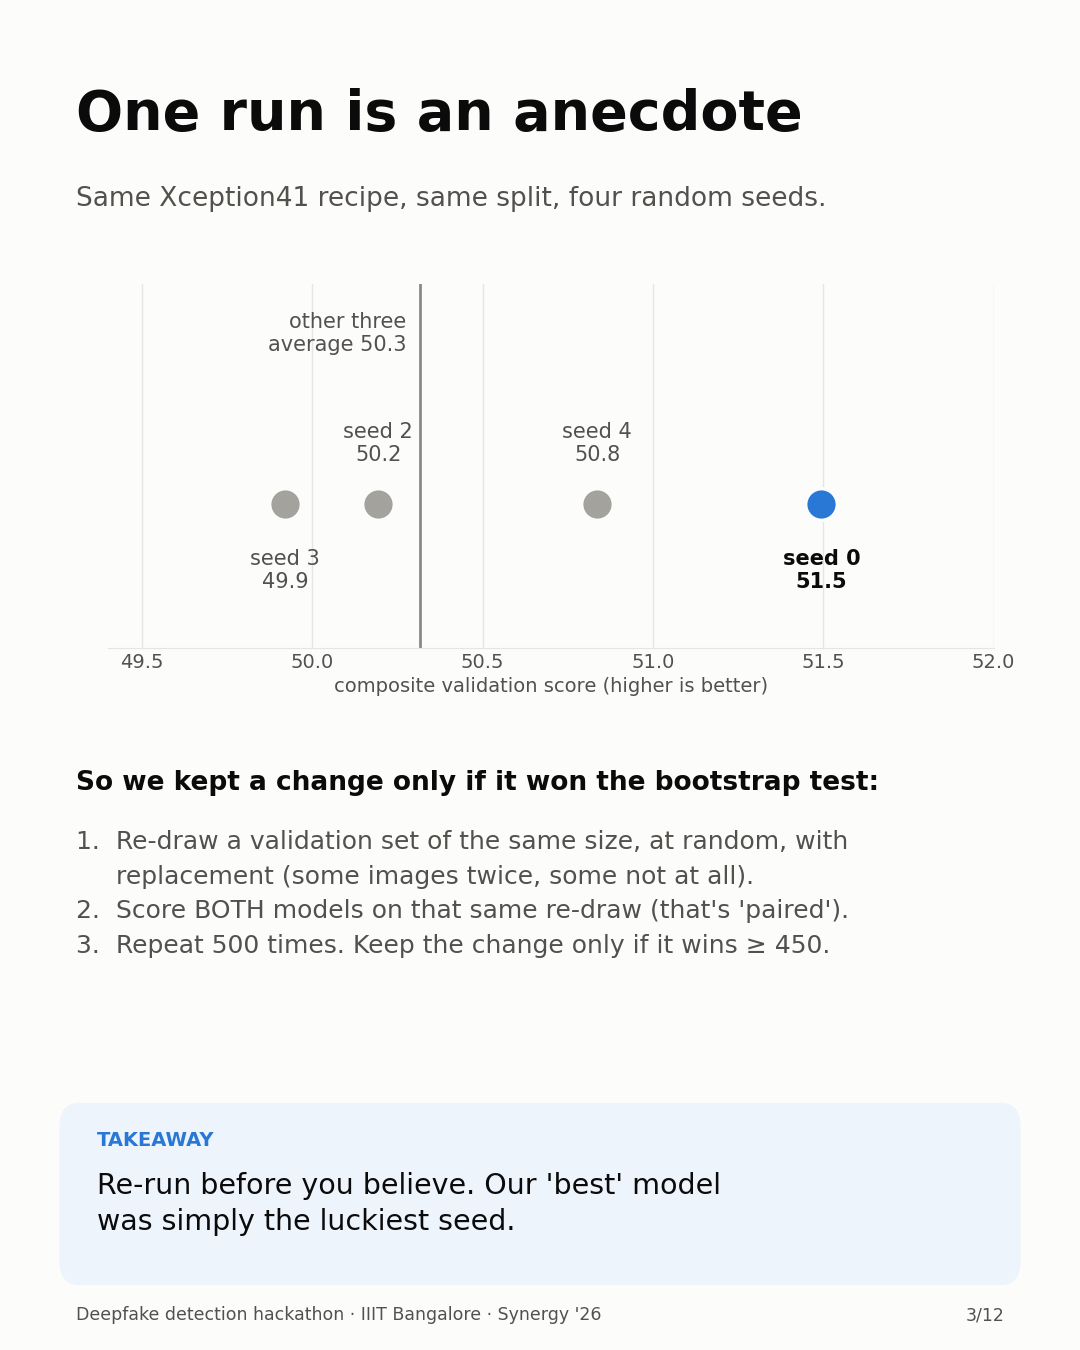 One run is an anecdote
Same Xception41 recipe, same split, four random seeds.
other three
average 50.3
seed 2
50.2
seed 4
50.8
seed 3
49.9
seed 0
51.5
49.5 50.0 50.5 51.0 51.5 52.0
composite validation score (higher is better)
So we kept a change only if it won the bootstrap test:
1. Re-draw a validation set of the same size, at random, with
replacement (some images twice, some not at all).
2. Score BOTH models on that same re-draw (that's 'paired').
3. Repeat 500 times. Keep the change only if it wins ≥ 450.
TAKEAWAY
Re-run before you believe. Our 'best' model
was simply the luckiest seed.
Deepfake detection hackathon · IIIT Bangalore · Synergy '26 3/12